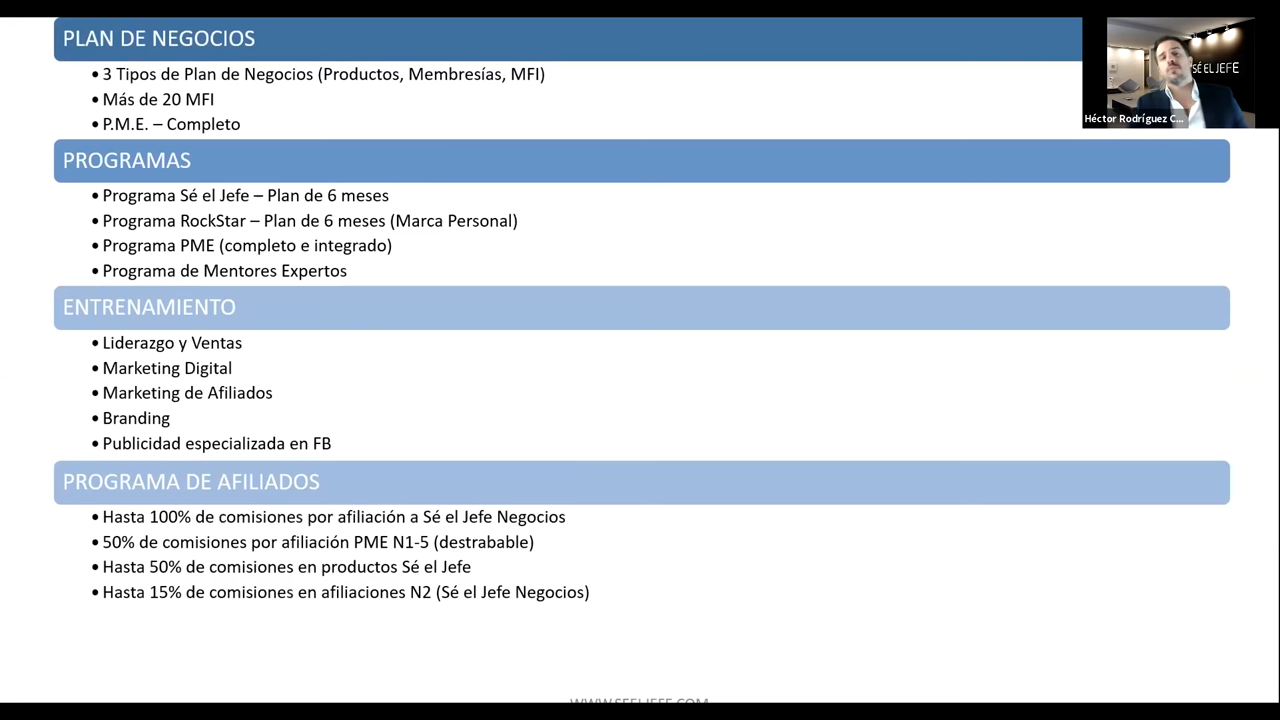 PLAN DE NEGOCIOS
• 3 Tipos de Plan de Negocios (Productos, Membresías, MFI)
• Más de 20 MFI
• P.M.E. – Completo
SÉ EL JEFE
Héctor Rodríguez C...
PROGRAMAS
• Programa Sé el Jefe – Plan de 6 meses
• Programa RockStar – Plan de 6 meses (Marca Personal)
• Programa PME (completo e integrado)
• Programa de Mentores Expertos
ENTRENAMIENTO
• Liderazgo y Ventas
• Marketing Digital
• Marketing de Afiliados
• Branding
• Publicidad especializada en FB
PROGRAMA DE AFILIADOS
• Hasta 100% de comisiones por afiliación a Sé el Jefe Negocios
• 50% de comisiones por afiliación PME N1-5 (destrabable)
• Hasta 50% de comisiones en productos Sé el Jefe
• Hasta 15% de comisiones en afiliaciones N2 (Sé el Jefe Negocios)
WWW.SEELJEFE.COM